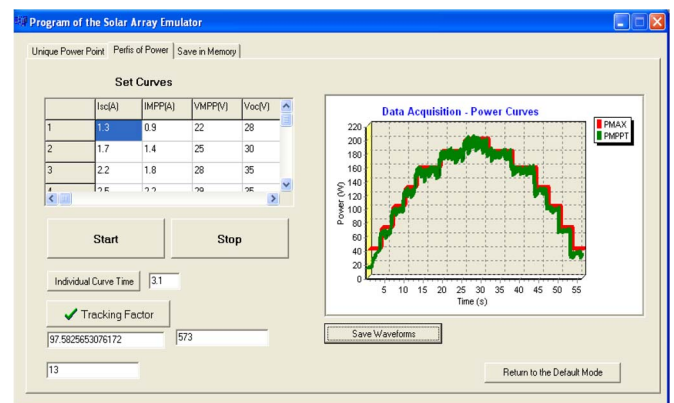 Program of the Solar Array Emulator
Unique Power Point Perfis of Power Save in Memory
Set Curves
Isc(A) IMPP(A) VMPP(V) Voc(V)
1 1.3 0.9 22 28
2 1.7 1.4 25 30
3 2.2 1.8 28 35
Start Stop
Individual Curve Time 3.1
Tracking Factor
97.5825653076172 573
13
Data Acquisition - Power Curves
PMAX
PMPPT
Power (W)
220
200
180
160
140
120
100
80
60
40
20
0
5 10 15 20 25 30 35 40 45 50 55
Time (s)
Save Waveforms
Return to the Default Mode